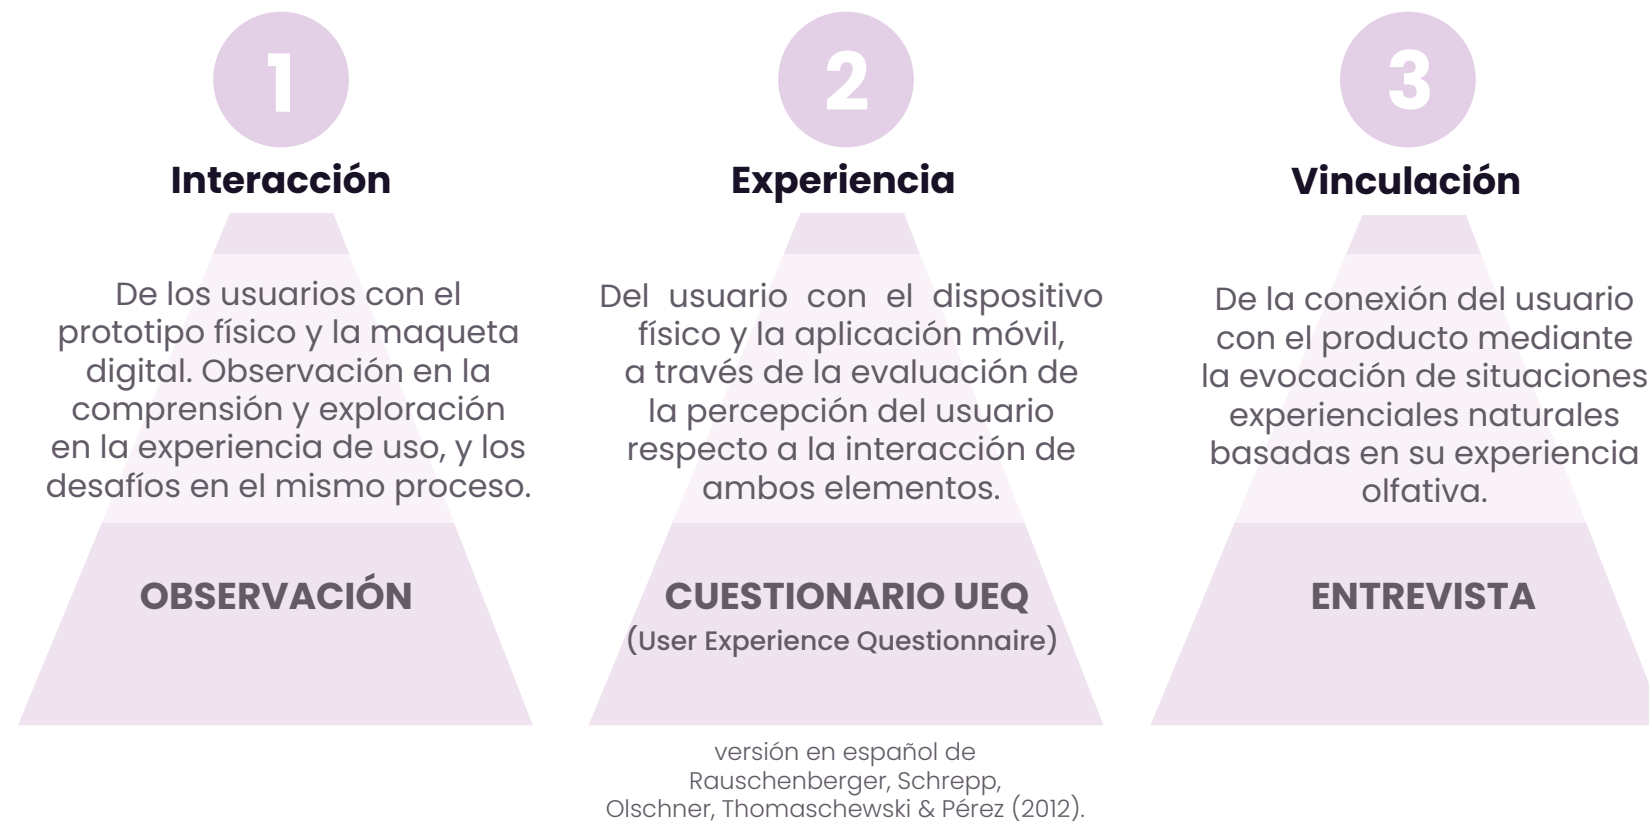 1
Interacción
De los usuarios con el
prototipo físico y la maqueta
digital. Observación en la
comprensión y exploración
en la experiencia de uso, y los
desafíos en el mismo proceso.
OBSERVACIÓN
2
Experiencia
Del usuario con el dispositivo
físico y la aplicación móvil,
a través de la evaluación de
la percepción del usuario
respecto a la interacción de
ambos elementos.
CUESTIONARIO UEQ
(User Experience Questionnaire)
versión en español de
Rauschenberger, Schrepp,
Olschner, Thomaschewski & Pérez (2012).
3
Vinculación
De la conexión del usuario
con el producto mediante
la evocación de situaciones
experienciales naturales
basadas en su experiencia
olfativa.
ENTREVISTA